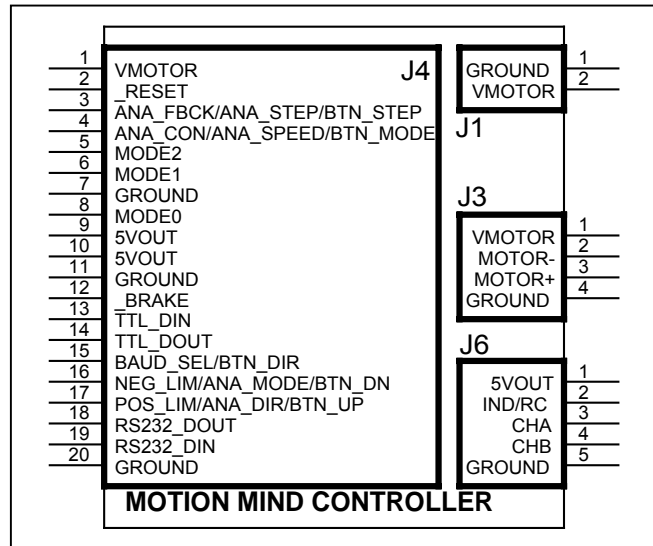 J4
1 VMOTOR
2 _RESET
3 ANA_FBCK/ANA_STEP/BTN_STEP
4 ANA_CON/ANA_SPEED/BTN_MODE
5 MODE2
6 MODE1
7 GROUND
8 MODE0
9 5VOUT
10 5VOUT
11 GROUND
12 _BRAKE
13 TTL_DIN
14 TTL_DOUT
15 BAUD_SEL/BTN_DIR
16 NEG_LIM/ANA_MODE/BTN_DN
17 POS_LIM/ANA_DIR/BTN_UP
18 RS232_DOUT
19 RS232_DIN
20 GROUND
GROUND 1
VMOTOR 2
J1
J3
VMOTOR 1
MOTOR- 2
MOTOR+ 3
GROUND 4
J6
5VOUT 1
IND/RC 2
CHA 3
CHB 4
GROUND 5
MOTION MIND CONTROLLER